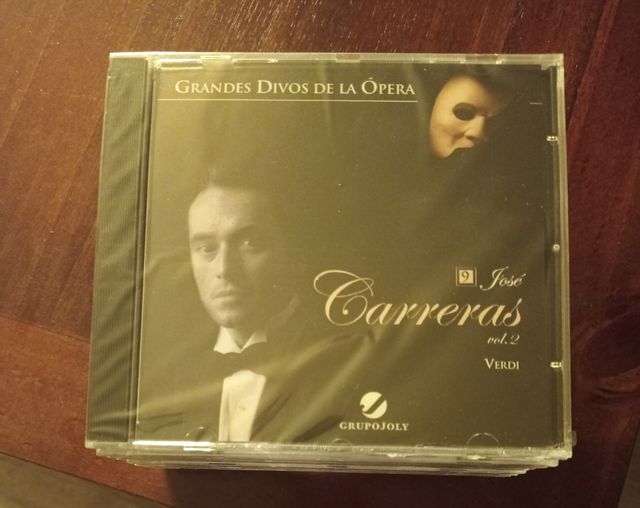 GRANDES DIVOS DE LA ÓPERA
9 José
Carreras
vol. 2
VERDI
GRUPOJOLY